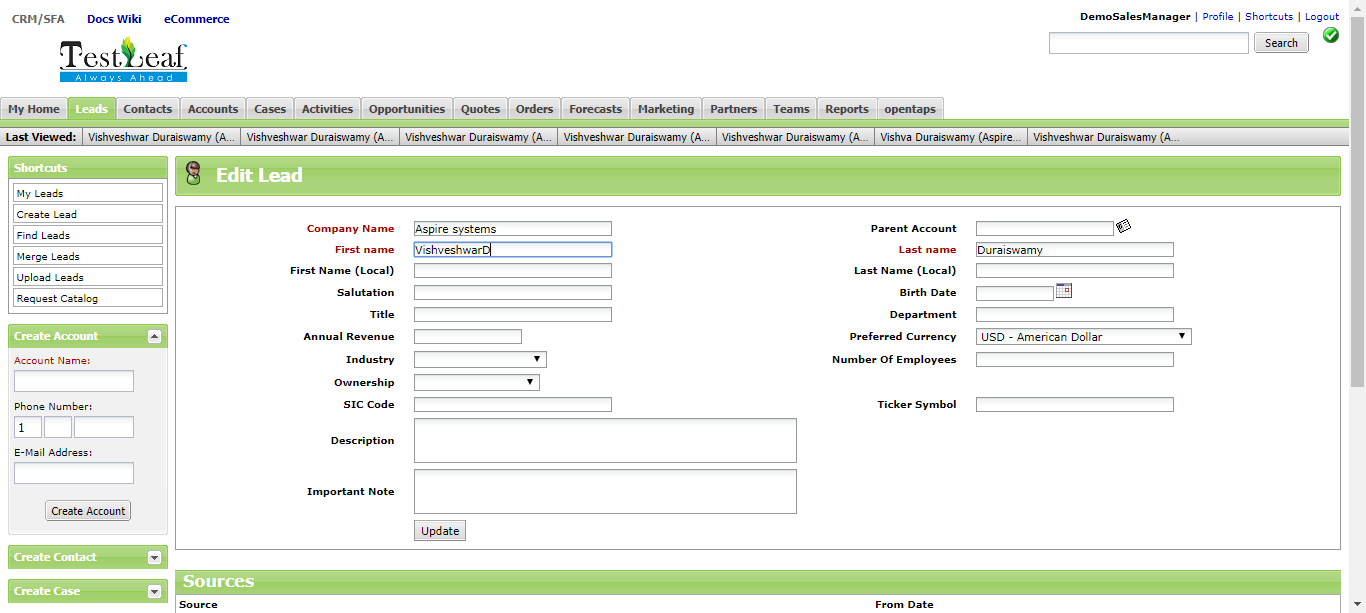 CRM/SFA Docs Wiki eCommerce
DemoSalesManager | Profile | Shortcuts | Logout
TestLeaf
Always Ahead
Search
My Home Leads Contacts Accounts Cases Activities Opportunities Quotes Orders Forecasts Marketing Partners Teams Reports opentaps
Last Viewed: Vishveshwar Duraiswamy (A... Vishveshwar Duraiswamy (A... Vishveshwar Duraiswamy (A... Vishveshwar Duraiswamy (A... Vishveshwar Duraiswamy (A... Vishva Duraiswamy (Aspire... Vishveshwar Duraiswamy (A...
Shortcuts
My Leads
Create Lead
Find Leads
Merge Leads
Upload Leads
Request Catalog
Create Account
Account Name:
Phone Number:
1
E-Mail Address:
Create Account
Create Contact
Create Case
Edit Lead
Company Name Aspire systems Parent Account
First name VishveshwarD Last name Duraiswamy
First Name (Local) Last Name (Local)
Salutation Birth Date
Title Department
Annual Revenue Preferred Currency USD - American Dollar
Industry Number Of Employees
Ownership
SIC Code Ticker Symbol
Description
Important Note
Update
Sources
Source From Date